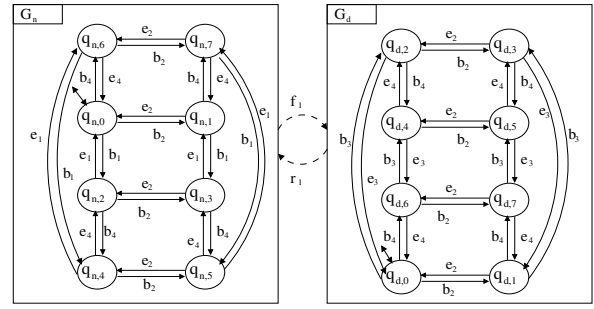 Gn Gd
qn,6 e2 b2 qn,7 qd,2 e2 b2 qd,3
b4 e4 b4 e4 e4 b4 e4 b4
e1 f1 e3
qn,0 e2 b2 qn,1 qd,4 e2 b2 qd,5
e1 e1 b1 e1 b1 b1 b3 b3 e3 b3 e3 b3
b1 r1 e3
qn,2 e2 b2 qn,3 qd,6 e2 b2 qd,7
e4 b4 e4 b4 b4 e4 b4 e4
qn,4 e2 b2 qn,5 qd,0 e2 b2 qd,1